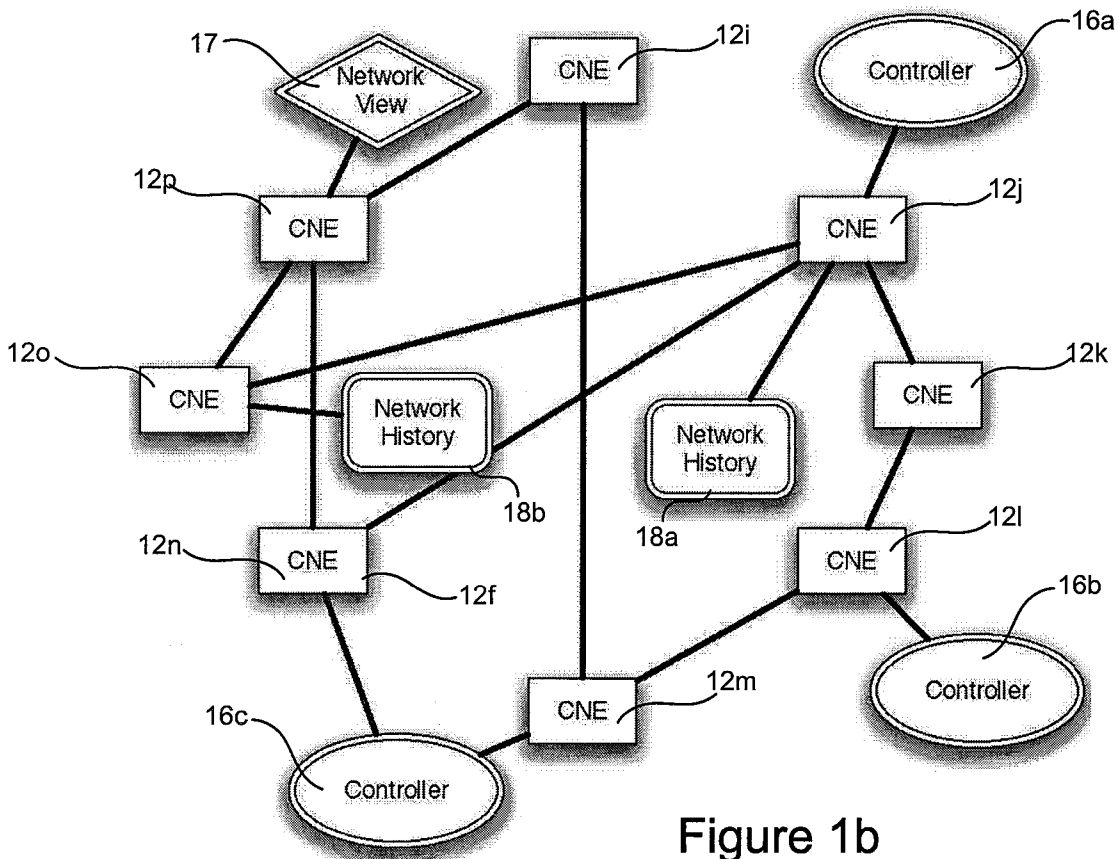 17
Network
View
CNE
12i
Controller
16a
12p
CNE
CNE
12j
12o
CNE
Network
History
18b
Network
History
18a
CNE
12k
12n
CNE
12f
CNE
12l
16b
Controller
16c
Controller
CNE
12m
Figure 1b